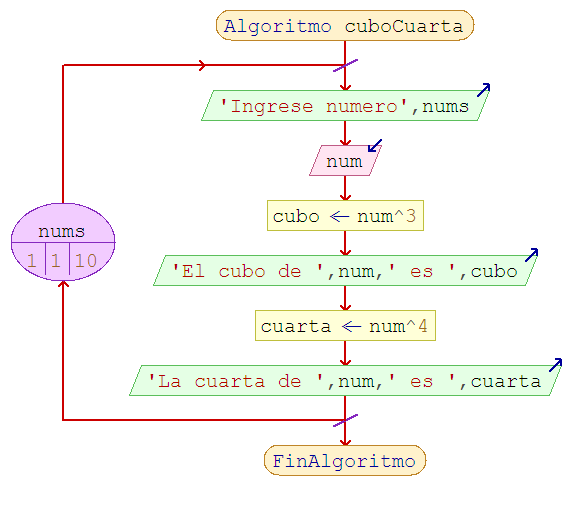 Algoritmo cuboCuarta
'Ingrese numero',nums
num
nums
1 1 10
cubo ← num^3
'El cubo de ',num,' es ',cubo
cuarta ← num^4
'La cuarta de ',num,' es ',cuarta
FinAlgoritmo